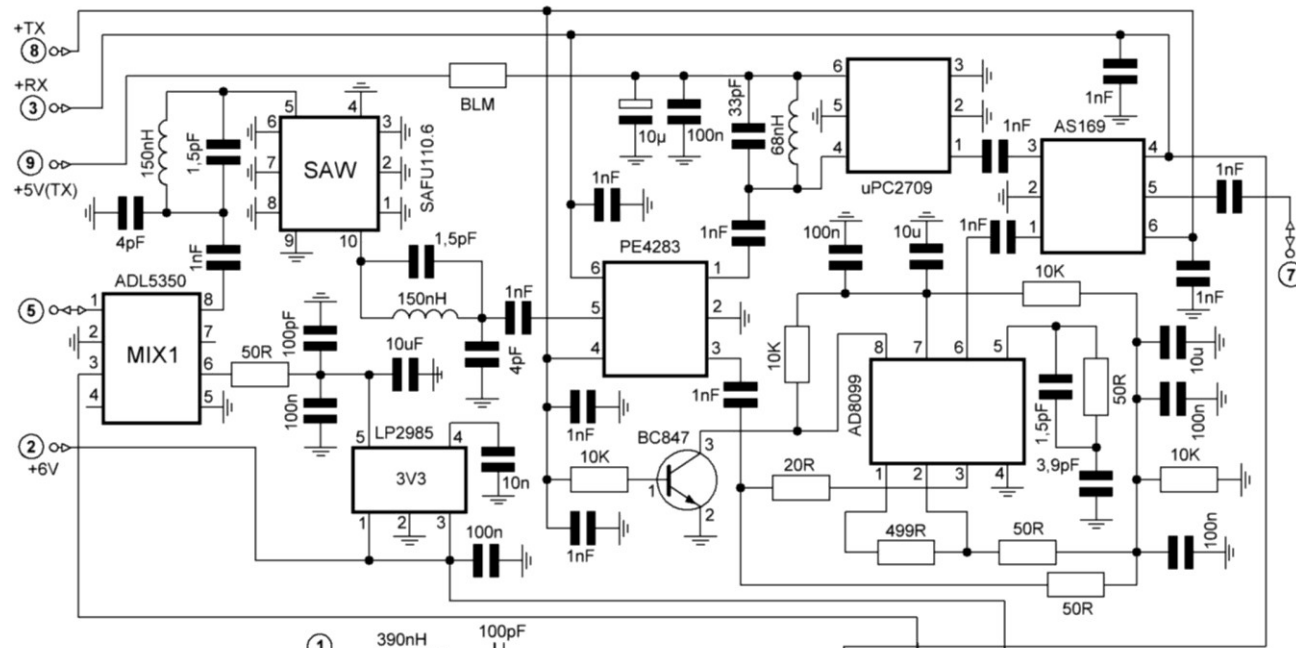 +TX
8
+RX
3
9
+5V(TX)
150nH
1,5pF
4pF
1nF
5
4
6
7
8
3
2
1
9
10
SAW
SAFU110.6
BLM
10µ
100n
33pF
68nH
6
5
4
3
2
1
uPC2709
1nF
1nF
AS169
3
2
1
4
5
6
1nF
7
1nF
1nF
1nF
1nF
PE4283
6
5
4
1
2
3
1,5pF
150nH
1nF
4pF
ADL5350
5
1
2
3
4
8
7
6
5
MIX1
50R
100pF
100n
10uF
2
+6V
LP2985
5
4
3V3
1
2
3
10n
100n
1nF
10K
1nF
BC847
1
3
2
1nF
100n
10u
10K
10K
8
7
6
5
AD8099
1
2
3
4
20R
499R
50R
50R
1,5pF
50R
3,9pF
10u
100n
10K
100n
1
390nH
100pF